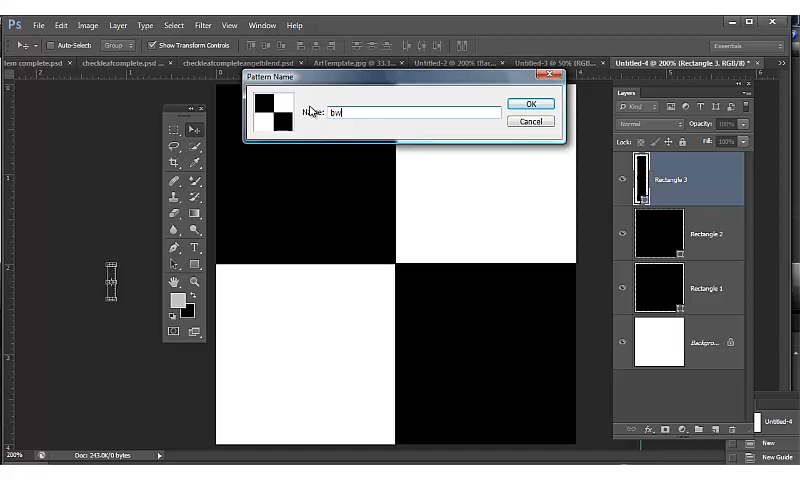 Ps File Edit Image Layer Type Select Filter View Window Help
Auto-Select: Group Show Transform Controls Essentials
tem complete.psd × checkleafcomplete.psd ... × checkleafcompleteangelblend.psd × ArtTemplate.jpg @ 33.3... × Untitled-2 @ 200% (Bac... × Untitled-3 @ 50% (RGB... × Untitled-4 @ 200% (Rectangle 3, RGB/8) * ×
Pattern Name
Name: bw
OK
Cancel
Layers
Kind
Normal Opacity: 100%
Lock: Fill: 100%
Rectangle 3
Rectangle 2
Rectangle 1
Backgro...
Untitled-4
New
New Guide
200% Doc: 243.0K/0 bytes